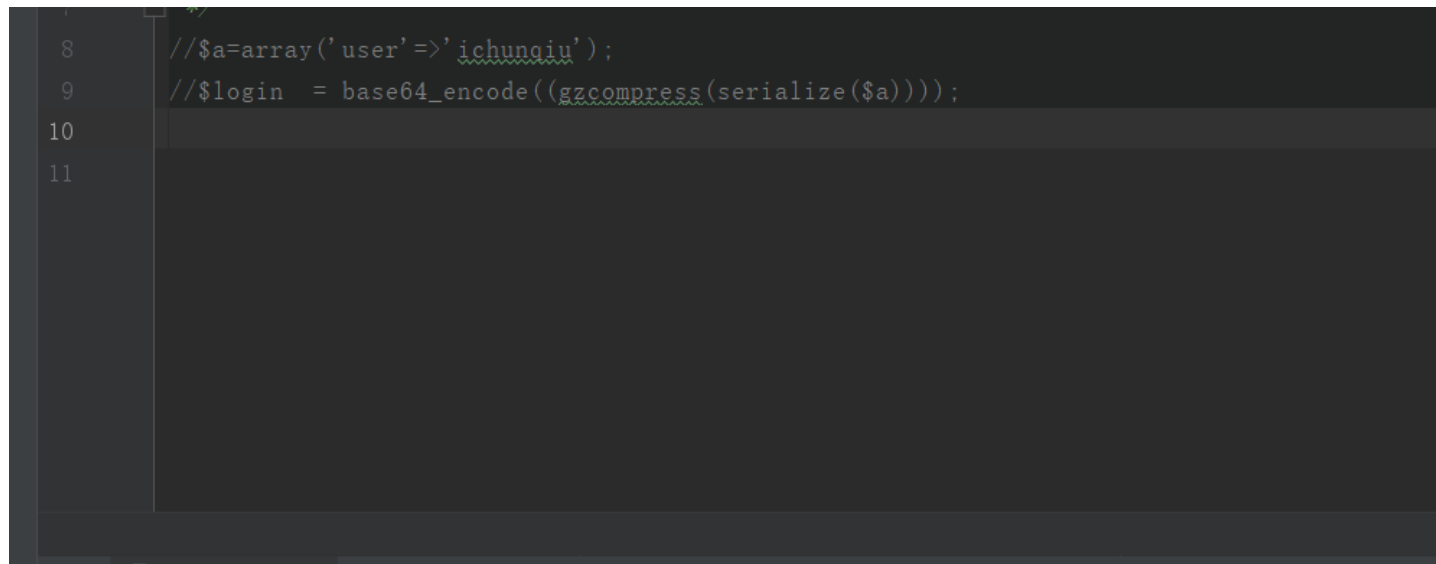 */
8 //$a=array('user'=>'ichunqiu');
9 //$login  = base64_encode((gzcompress(serialize($a))));
10
11